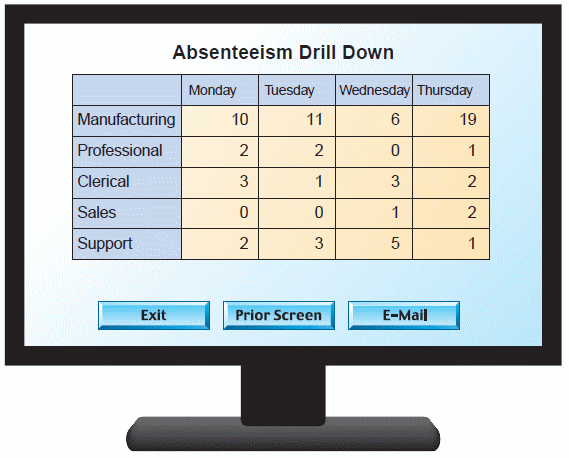 Absenteeism Drill Down
Monday Tuesday Wednesday Thursday
Manufacturing 10 11 6 19
Professional 2 2 0 1
Clerical 3 1 3 2
Sales 0 0 1 2
Support 2 3 5 1
Exit Prior Screen E-Mail